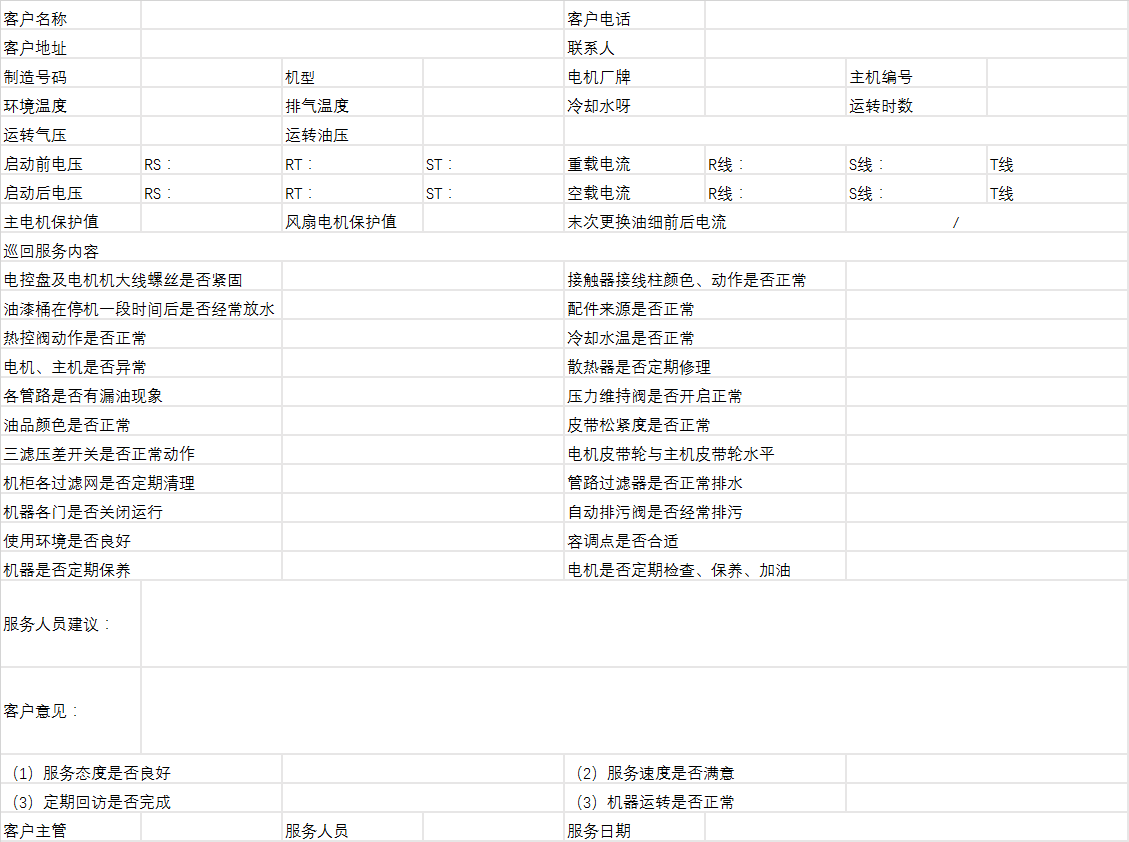 客户名称 客户电话
客户地址 联系人
制造号码 机型 电机厂牌 主机编号
环境温度 排气温度 冷却水呀 运转时数
运转气压 运转油压
启动前电压 RS： RT： ST： 重载电流 R线： S线： T线
启动后电压 RS： RT： ST： 空载电流 R线： S线： T线
主电机保护值 风扇电机保护值 末次更换油细前后电流 /
巡回服务内容
电控盘及电机机大线螺丝是否紧固 接触器接线柱颜色、动作是否正常
油漆桶在停机一段时间后是否经常放水 配件来源是否正常
热控阀动作是否正常 冷却水温是否正常
电机、主机是否异常 散热器是否定期修理
各管路是否有漏油现象 压力维持阀是否开启正常
油品颜色是否正常 皮带松紧度是否正常
三滤压差开关是否正常动作 电机皮带轮与主机皮带轮水平
机柜各过滤网是否定期清理 管路过滤器是否正常排水
机器各门是否关闭运行 自动排污阀是否经常排污
使用环境是否良好 容调点是否合适
机器是否定期保养 电机是否定期检查、保养、加油
服务人员建议：
客户意见：
（1）服务态度是否良好 （2）服务速度是否满意
（3）定期回访是否完成 （3）机器运转是否正常
客户主管 服务人员 服务日期